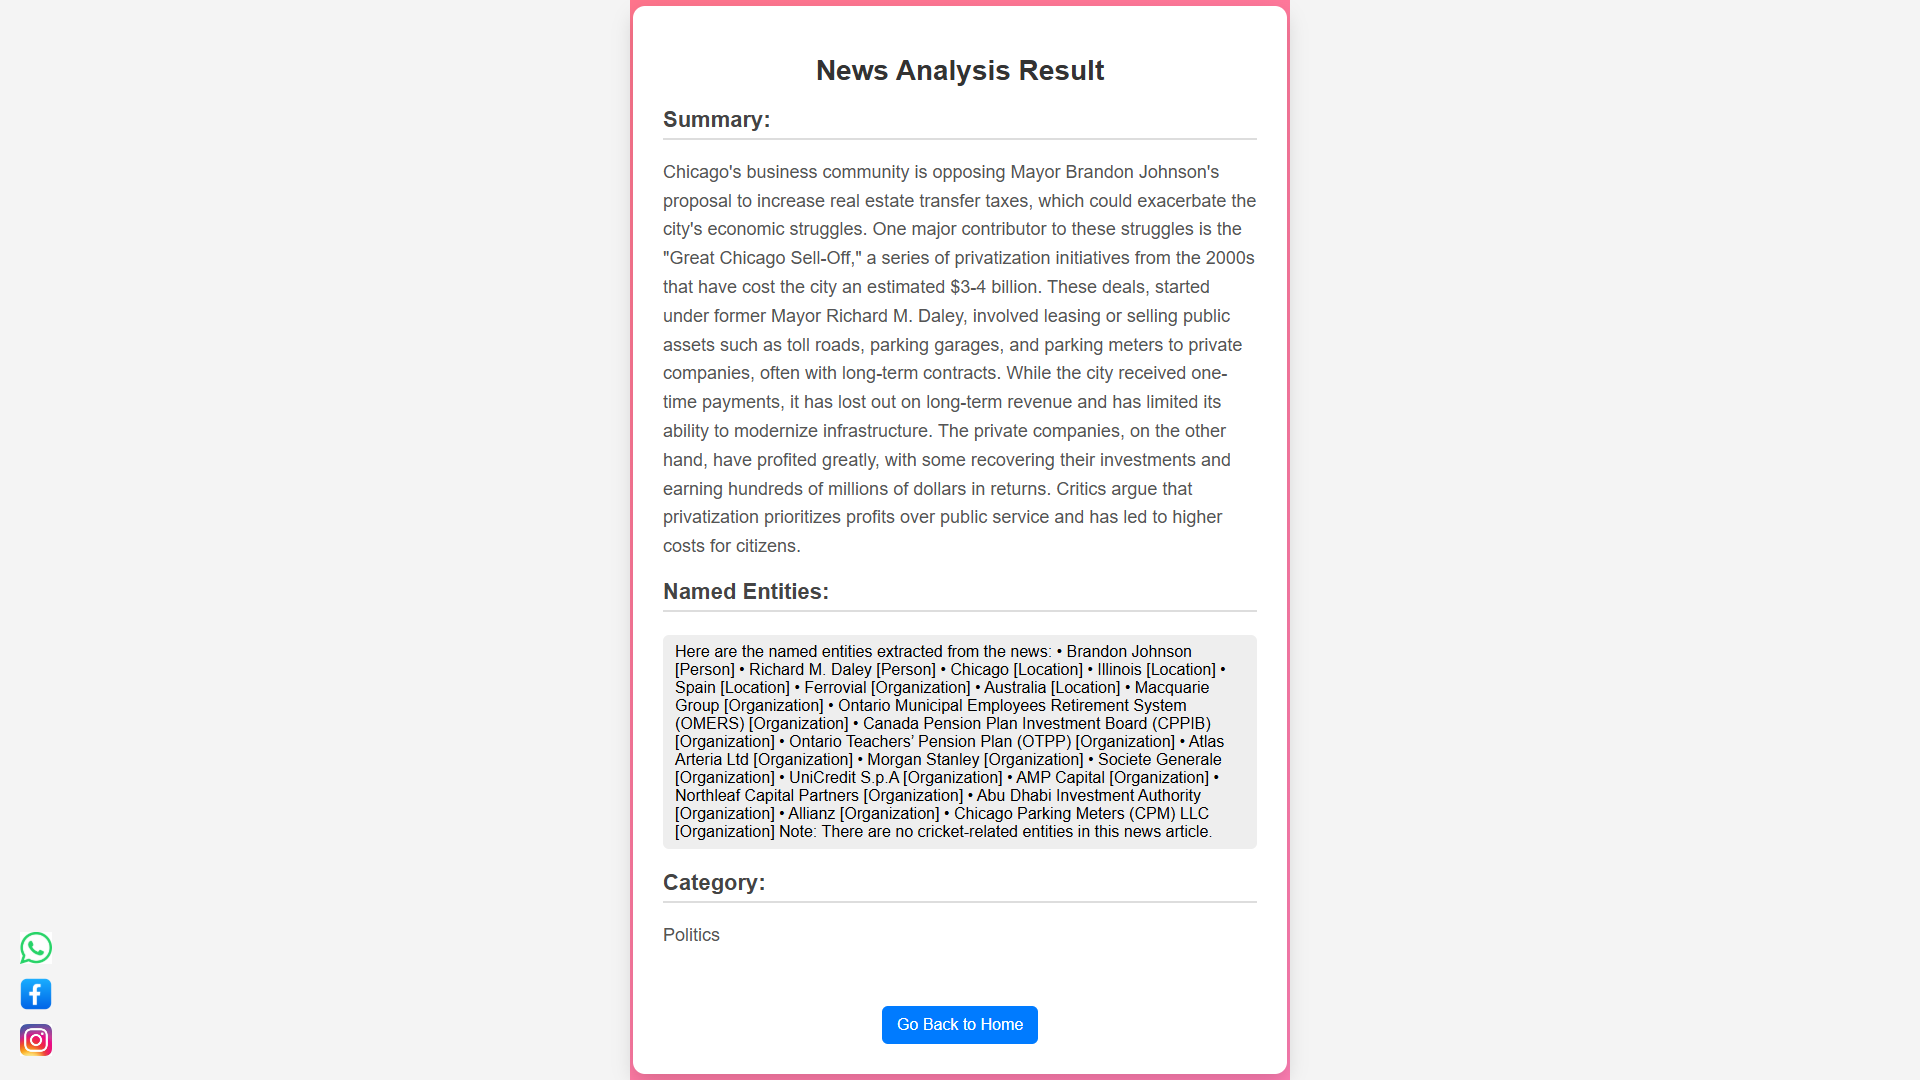 News Analysis Result
Summary:
Chicago's business community is opposing Mayor Brandon Johnson's
proposal to increase real estate transfer taxes, which could exacerbate the
city's economic struggles. One major contributor to these struggles is the
"Great Chicago Sell-Off," a series of privatization initiatives from the 2000s
that have cost the city an estimated $3-4 billion. These deals, started
under former Mayor Richard M. Daley, involved leasing or selling public
assets such as toll roads, parking garages, and parking meters to private
companies, often with long-term contracts. While the city received one-
time payments, it has lost out on long-term revenue and has limited its
ability to modernize infrastructure. The private companies, on the other
hand, have profited greatly, with some recovering their investments and
earning hundreds of millions of dollars in returns. Critics argue that
privatization prioritizes profits over public service and has led to higher
costs for citizens.
Named Entities:
Here are the named entities extracted from the news: • Brandon Johnson
[Person] • Richard M. Daley [Person] • Chicago [Location] • Illinois [Location] •
Spain [Location] • Ferrovial [Organization] • Australia [Location] • Macquarie
Group [Organization] • Ontario Municipal Employees Retirement System
(OMERS) [Organization] • Canada Pension Plan Investment Board (CPPIB)
[Organization] • Ontario Teachers’ Pension Plan (OTPP) [Organization] • Atlas
Arteria Ltd [Organization] • Morgan Stanley [Organization] • Societe Generale
[Organization] • UniCredit S.p.A [Organization] • AMP Capital [Organization] •
Northleaf Capital Partners [Organization] • Abu Dhabi Investment Authority
[Organization] • Allianz [Organization] • Chicago Parking Meters (CPM) LLC
[Organization] Note: There are no cricket-related entities in this news article.
Category:
Politics
Go Back to Home